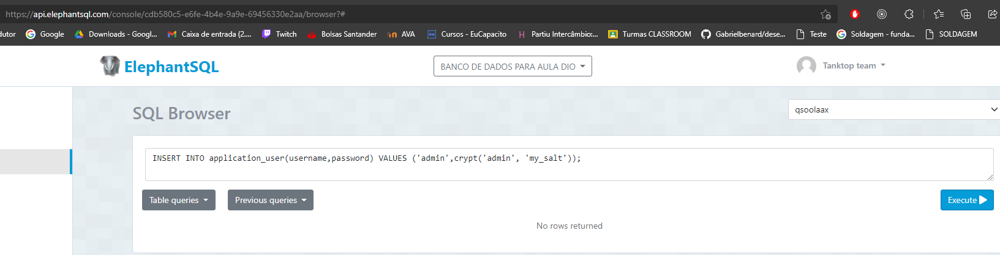 https://api.elephantsql.com/console/cdb580c5-e6fe-4b4e-9a9e-69456330e2aa/browser?#
dutor Google Downloads - Googl... Caixa de entrada (2.... Twitch Bolsas Santander AVA Cursos - EuCapacito Partiu Intercâmbio:... Turmas CLASSROOM Gabrielbenard/dese... Teste Soldagem - funda... SOLDAGEM
ElephantSQL BANCO DE DADOS PARA AULA DIO Tanktop team
SQL Browser qsoolaax
INSERT INTO application_user(username,password) VALUES ('admin',crypt('admin', 'my_salt'));
Table queries Previous queries Execute
No rows returned